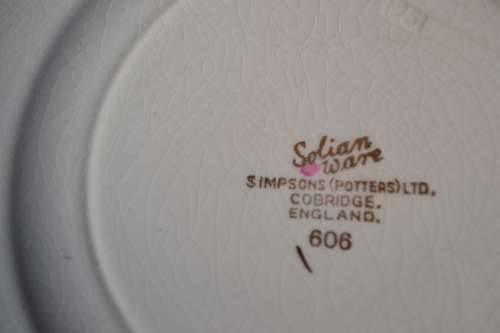 Solian
ware
SIMPSONS (POTTERS) LTD.
COBRIDGE.
ENGLAND.
606